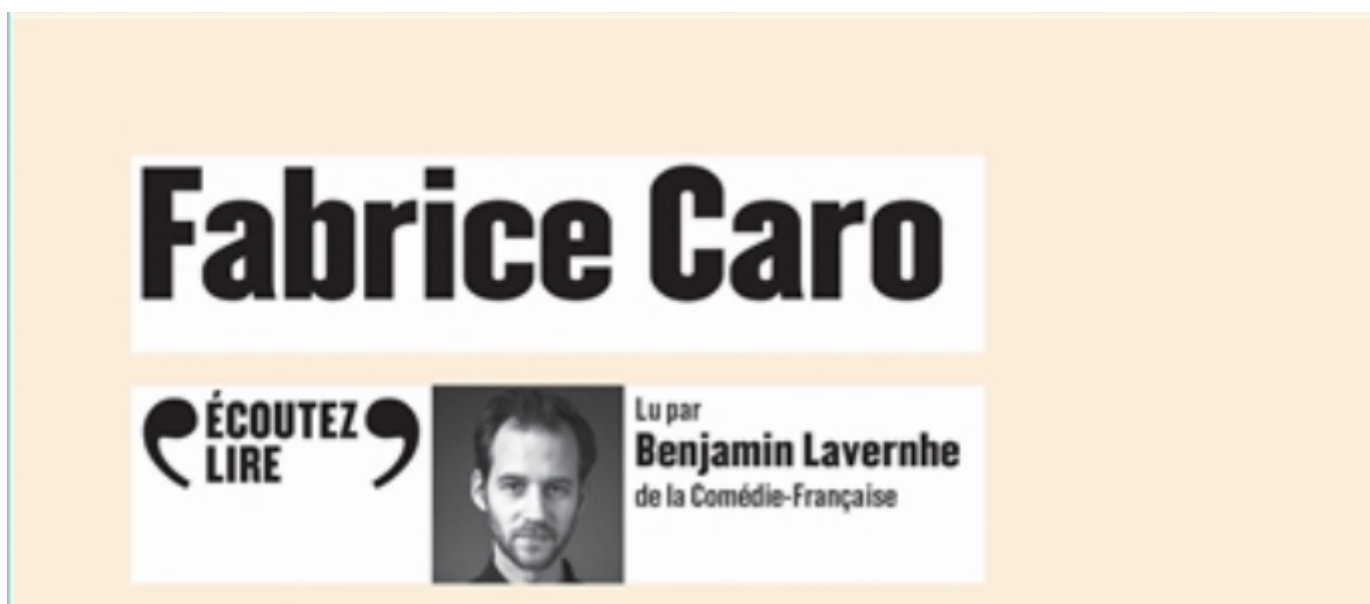 Fabrice Caro
ÉCOUTEZ
LIRE
Lu par
Benjamin Lavernhe
de la Comédie-Française